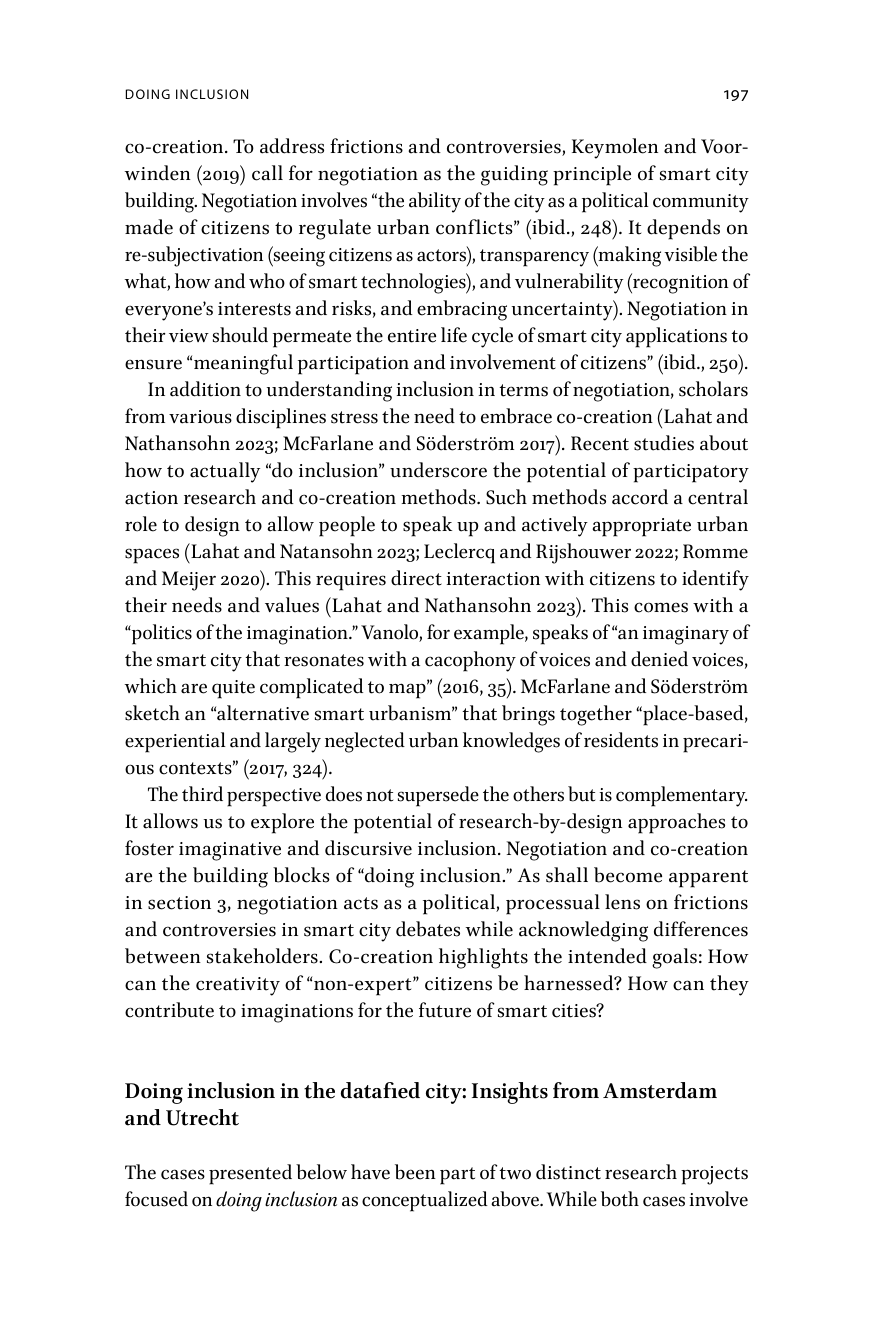 DOING INCLUSION 197
co-creation. To address frictions and controversies, Keymolen and Voor-
winden (2019) call for negotiation as the guiding principle of smart city
building. Negotiation involves “the ability of the city as a political community
made of citizens to regulate urban conflicts” (ibid., 248). It depends on
re-subjectivation (seeing citizens as actors), transparency (making visible the
what, how and who of smart technologies), and vulnerability (recognition of
everyone’s interests and risks, and embracing uncertainty). Negotiation in
their view should permeate the entire life cycle of smart city applications to
ensure “meaningful participation and involvement of citizens” (ibid., 250).
In addition to understanding inclusion in terms of negotiation, scholars
from various disciplines stress the need to embrace co-creation (Lahat and
Nathansohn 2023; McFarlane and Söderström 2017). Recent studies about
how to actually “do inclusion” underscore the potential of participatory
action research and co-creation methods. Such methods accord a central
role to design to allow people to speak up and actively appropriate urban
spaces (Lahat and Natansohn 2023; Leclercq and Rijshouwer 2022; Romme
and Meijer 2020). This requires direct interaction with citizens to identify
their needs and values (Lahat and Nathansohn 2023). This comes with a
“politics of the imagination.” Vanolo, for example, speaks of “an imaginary of
the smart city that resonates with a cacophony of voices and denied voices,
which are quite complicated to map” (2016, 35). McFarlane and Söderström
sketch an “alternative smart urbanism” that brings together “place-based,
experiential and largely neglected urban knowledges of residents in precari-
ous contexts” (2017, 324).
The third perspective does not supersede the others but is complementary.
It allows us to explore the potential of research-by-design approaches to
foster imaginative and discursive inclusion. Negotiation and co-creation
are the building blocks of “doing inclusion.” As shall become apparent
in section 3, negotiation acts as a political, processual lens on frictions
and controversies in smart city debates while acknowledging differences
between stakeholders. Co-creation highlights the intended goals: How
can the creativity of “non-expert” citizens be harnessed? How can they
contribute to imaginations for the future of smart cities?
Doing inclusion in the datafied city: Insights from Amsterdam
and Utrecht
The cases presented below have been part of two distinct research projects
focused on doing inclusion as conceptualized above. While both cases involve